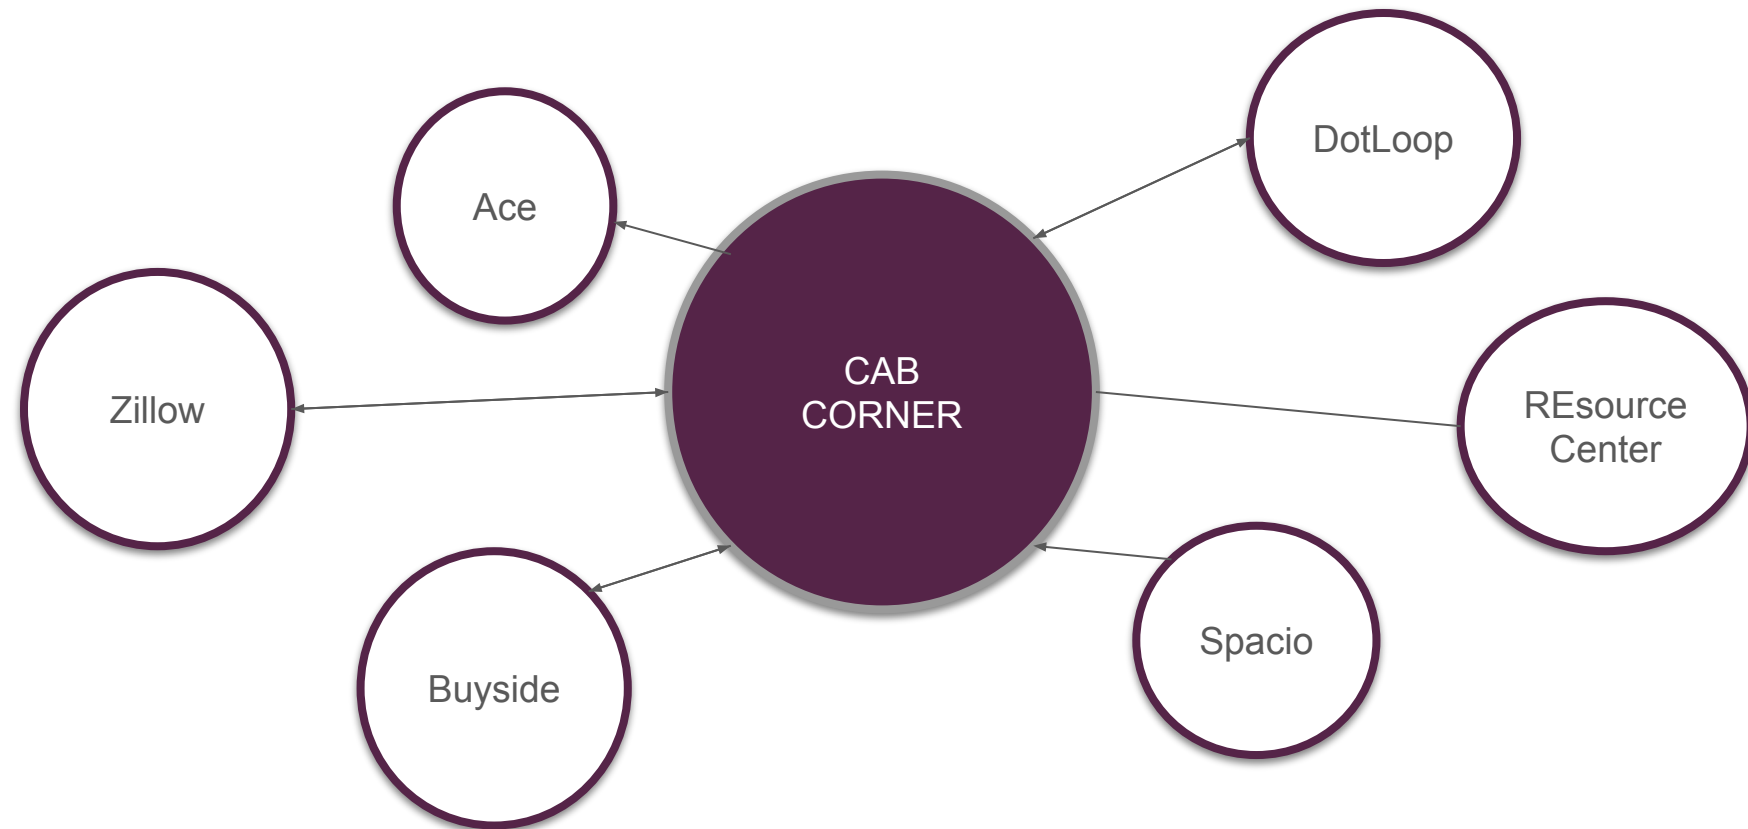 DotLoop
Ace
CAB
CORNER
Zillow
REsource
Center
Spacio
Buyside